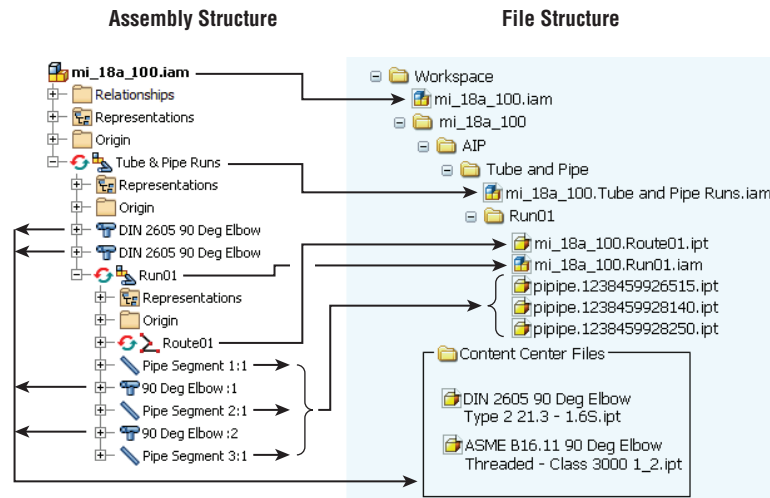 Assembly Structure
File Structure
mi_18a_100.iam
Relationships
Representations
Origin
Tube & Pipe Runs
Representations
Origin
DIN 2605 90 Deg Elbow
DIN 2605 90 Deg Elbow
Run01
Representations
Origin
Route01
Pipe Segment 1:1
90 Deg Elbow :1
Pipe Segment 2:1
90 Deg Elbow :2
Pipe Segment 3:1
Workspace
mi_18a_100.iam
mi_18a_100
AIP
Tube and Pipe
mi_18a_100.Tube and Pipe Runs.iam
Run01
mi_18a_100.Route01.ipt
mi_18a_100.Run01.iam
pipipe.1238459926515.ipt
pipipe.1238459928140.ipt
pipipe.1238459928250.ipt
Content Center Files
DIN 2605 90 Deg Elbow
Type 2 21.3 - 1.6S.ipt
ASME B16.11 90 Deg Elbow
Threaded - Class 3000 1_2.ipt